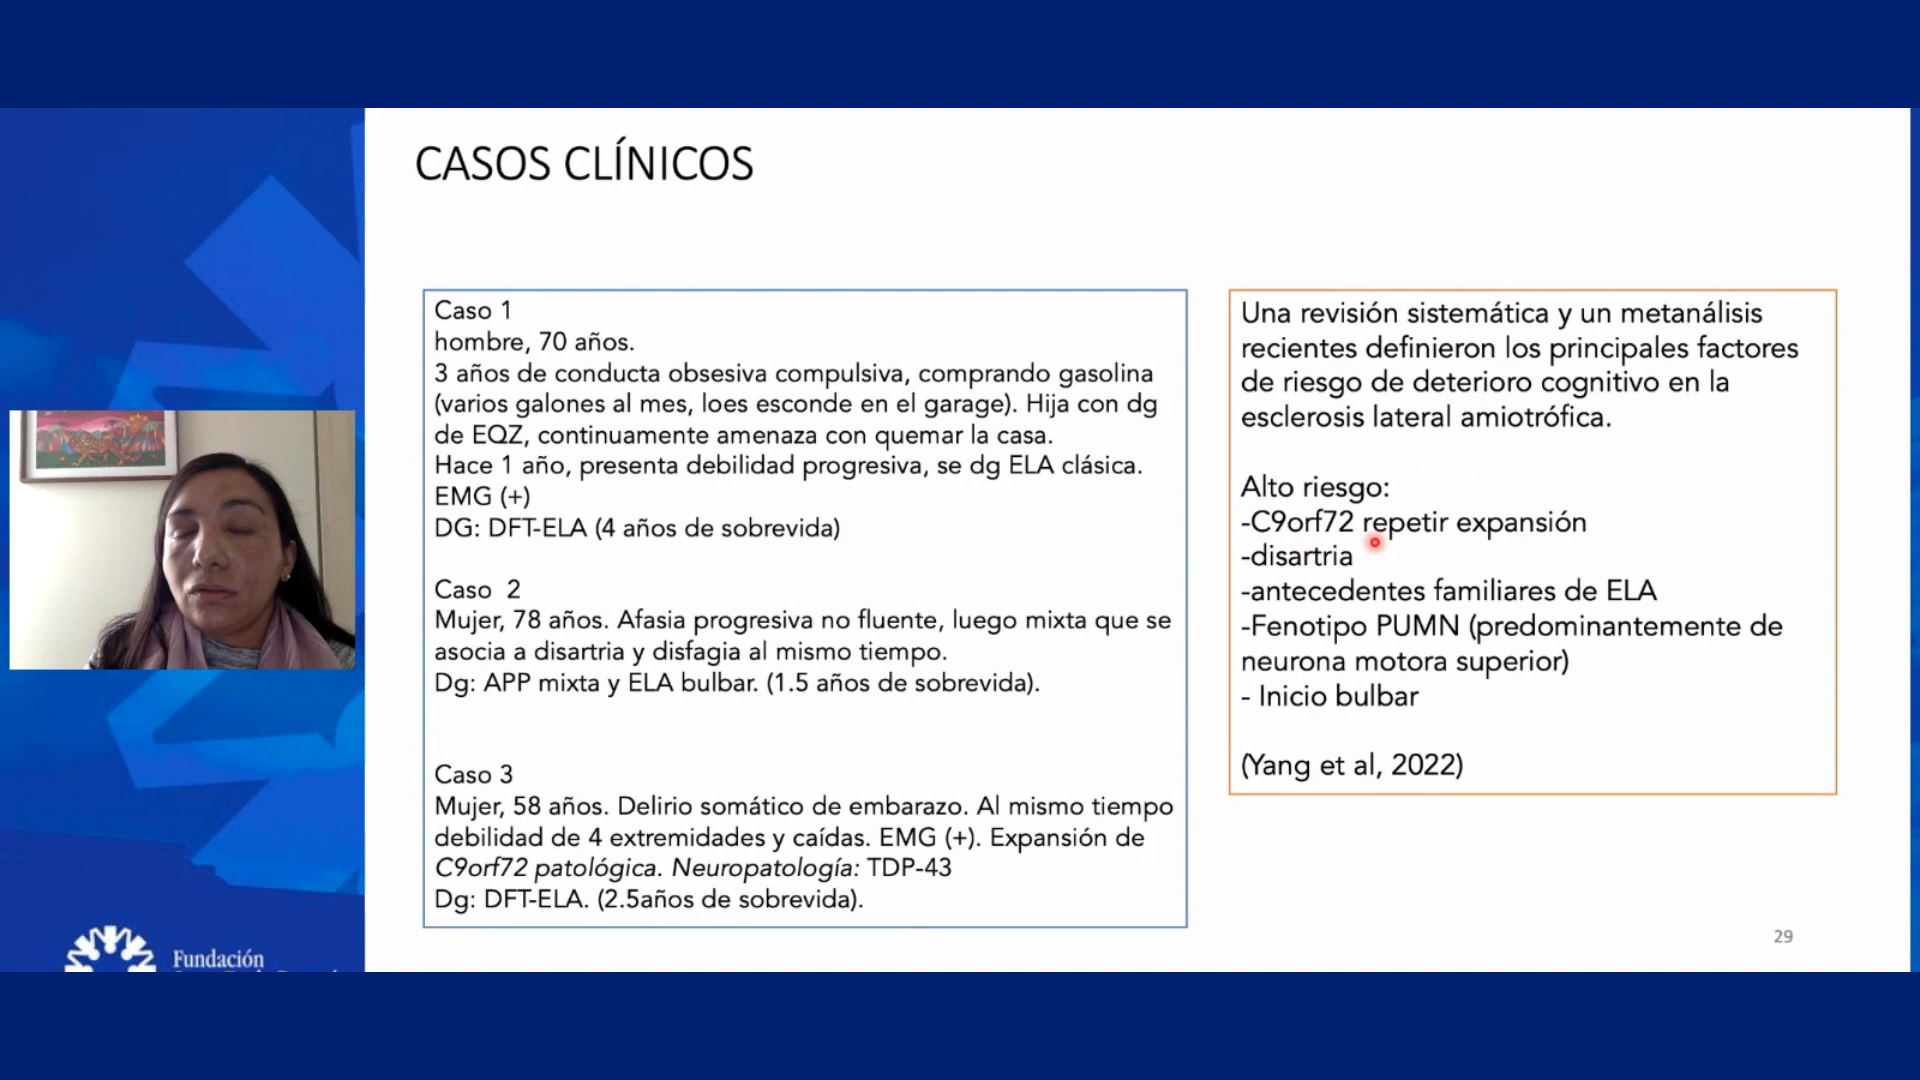 CASOS CLÍNICOS
Caso 1
hombre, 70 años.
3 años de conducta obsesiva compulsiva, comprando gasolina
(varios galones al mes, loes esconde en el garage). Hija con dg
de EQZ, continuamente amenaza con quemar la casa.
Hace 1 año, presenta debilidad progresiva, se dg ELA clásica.
EMG (+)
DG: DFT-ELA (4 años de sobrevida)
Caso 2
Mujer, 78 años. Afasia progresiva no fluente, luego mixta que se
asocia a disartria y disfagia al mismo tiempo.
Dg: APP mixta y ELA bulbar. (1.5 años de sobrevida).
Caso 3
Mujer, 58 años. Delirio somático de embarazo. Al mismo tiempo
debilidad de 4 extremidades y caídas. EMG (+). Expansión de
C9orf72 patológica. Neuropatología: TDP-43
Dg: DFT-ELA. (2.5años de sobrevida).
Una revisión sistemática y un metanálisis
recientes definieron los principales factores
de riesgo de deterioro cognitivo en la
esclerosis lateral amiotrófica.
Alto riesgo:
-C9orf72 repetir expansión
-disartria
-antecedentes familiares de ELA
-Fenotipo PUMN (predominantemente de
neurona motora superior)
- Inicio bulbar
(Yang et al, 2022)
29
Fundación